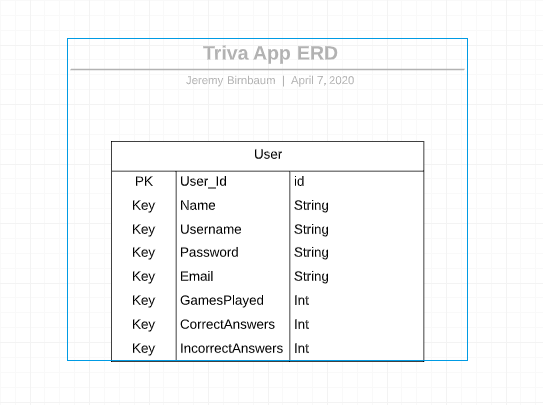 Triva App ERD
Jeremy Birnbaum | April 7, 2020
User
PK User_Id id
Key Name String
Key Username String
Key Password String
Key Email String
Key GamesPlayed Int
Key CorrectAnswers Int
Key IncorrectAnswers Int